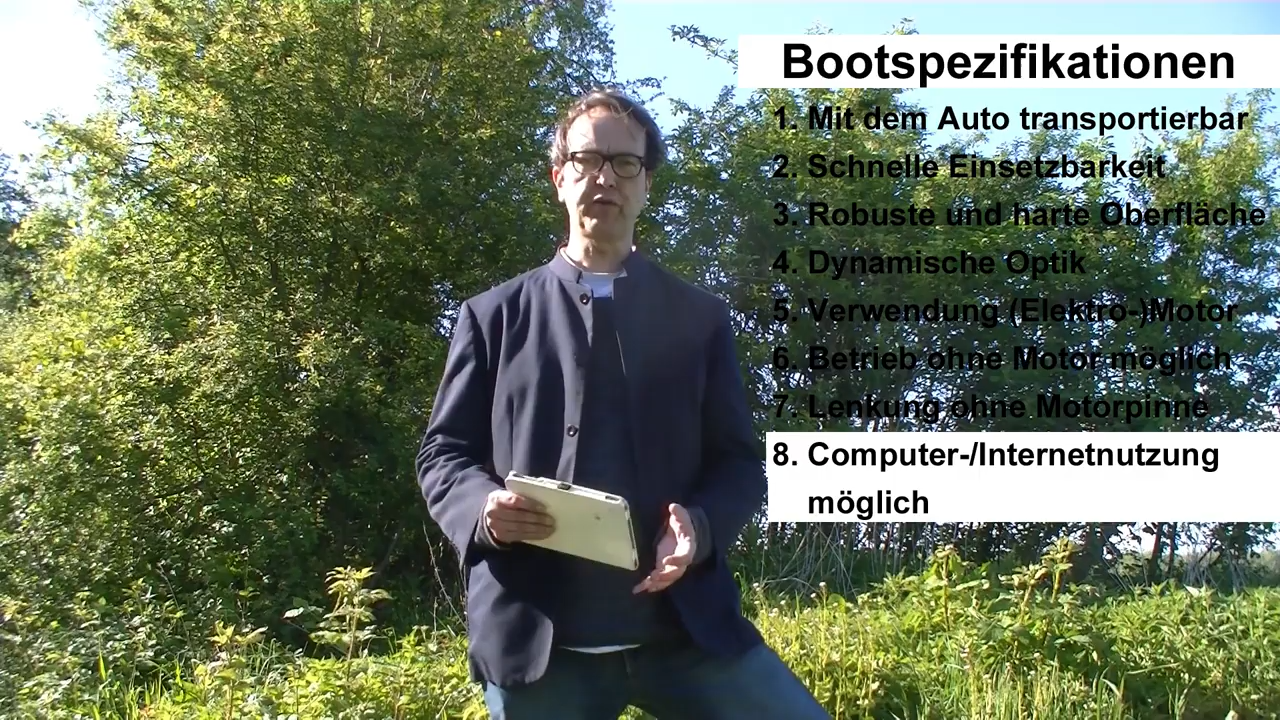 Bootspezifikationen
1. Mit dem Auto transportierbar
2. Schnelle Einsetzbarkeit
3. Robuste und harte Oberfläche
4. Dynamische Optik
5. Verwendung (Elektro-)Motor
6. Betrieb ohne Motor möglich
7. Lenkung ohne Motorpinne
8. Computer-/Internetnutzung
möglich